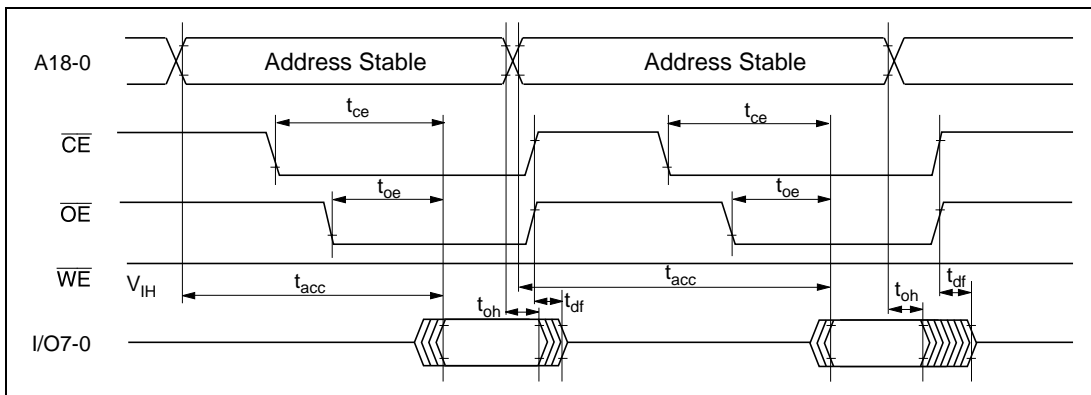 A18-0
Address Stable
Address Stable
tce
tce
CE
toe
toe
OE
WE
VIH
tacc
tacc
toh
tdf
toh
tdf
I/O7-0